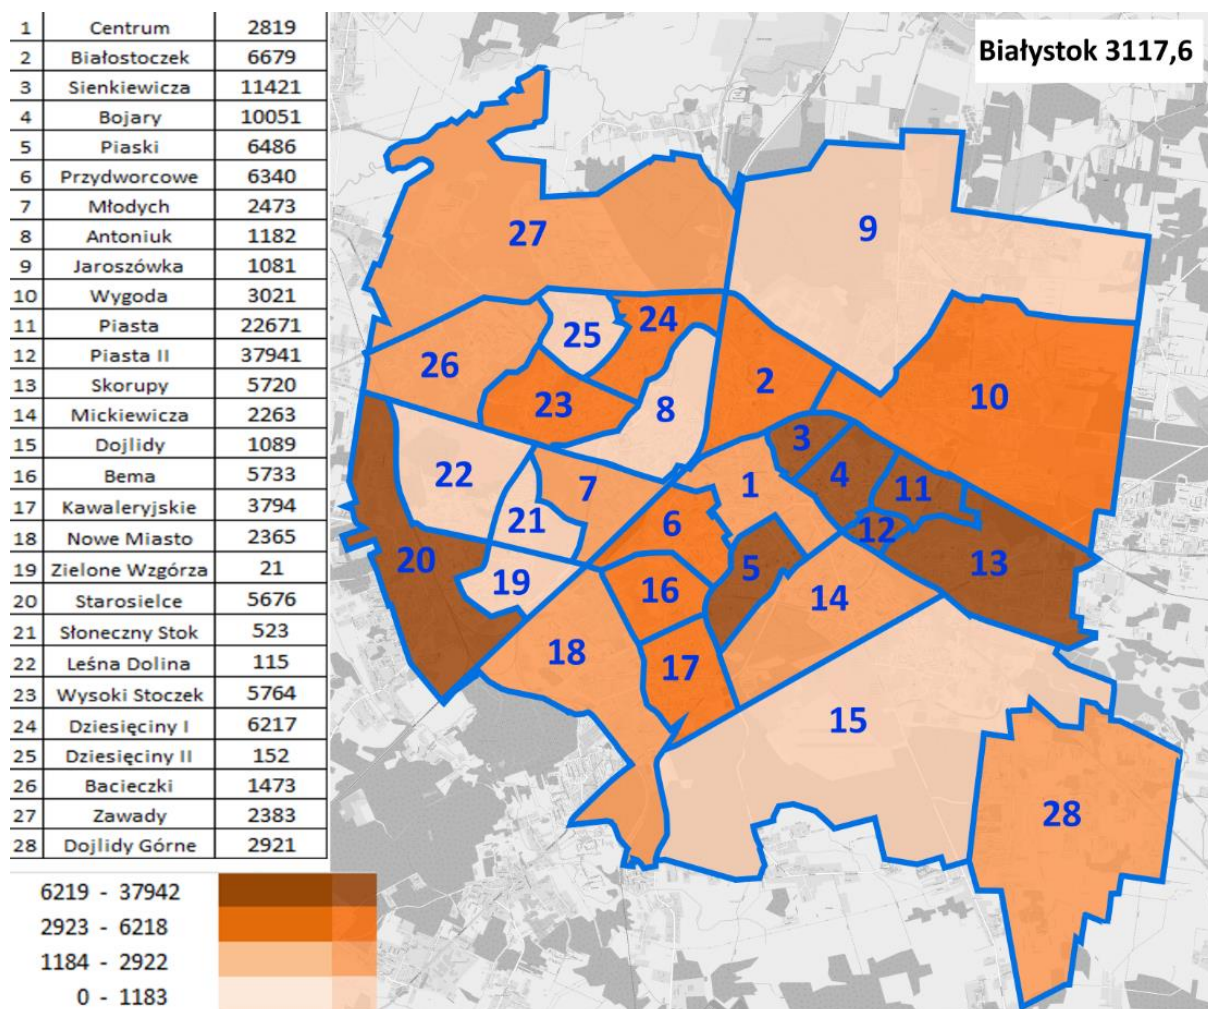 1 Centrum 2819
2 Białostoczek 6679
3 Sienkiewicza 11421
4 Bojary 10051
5 Piaski 6486
6 Przydworcowe 6340
7 Młodych 2473
8 Antoniuk 1182
9 Jaroszówka 1081
10 Wygoda 3021
11 Piasta 22671
12 Piasta II 37941
13 Skorupy 5720
14 Mickiewicza 2263
15 Dojlidy 1089
16 Bema 5733
17 Kawaleryjskie 3794
18 Nowe Miasto 2365
19 Zielone Wzgórza 21
20 Starosielce 5676
21 Słoneczny Stok 523
22 Leśna Dolina 115
23 Wysoki Stoczek 5764
24 Dziesięciny I 6217
25 Dziesięciny II 152
26 Bacieczki 1473
27 Zawady 2383
28 Dojlidy Górne 2921
6219 - 37942
2923 - 6218
1184 - 2922
0 - 1183
Białystok 3117,6
27
9
25
24
26
2
23
8
10
3
22
7
1
4
11
21
6
12
20
19
5
13
16
14
18
17
15
28